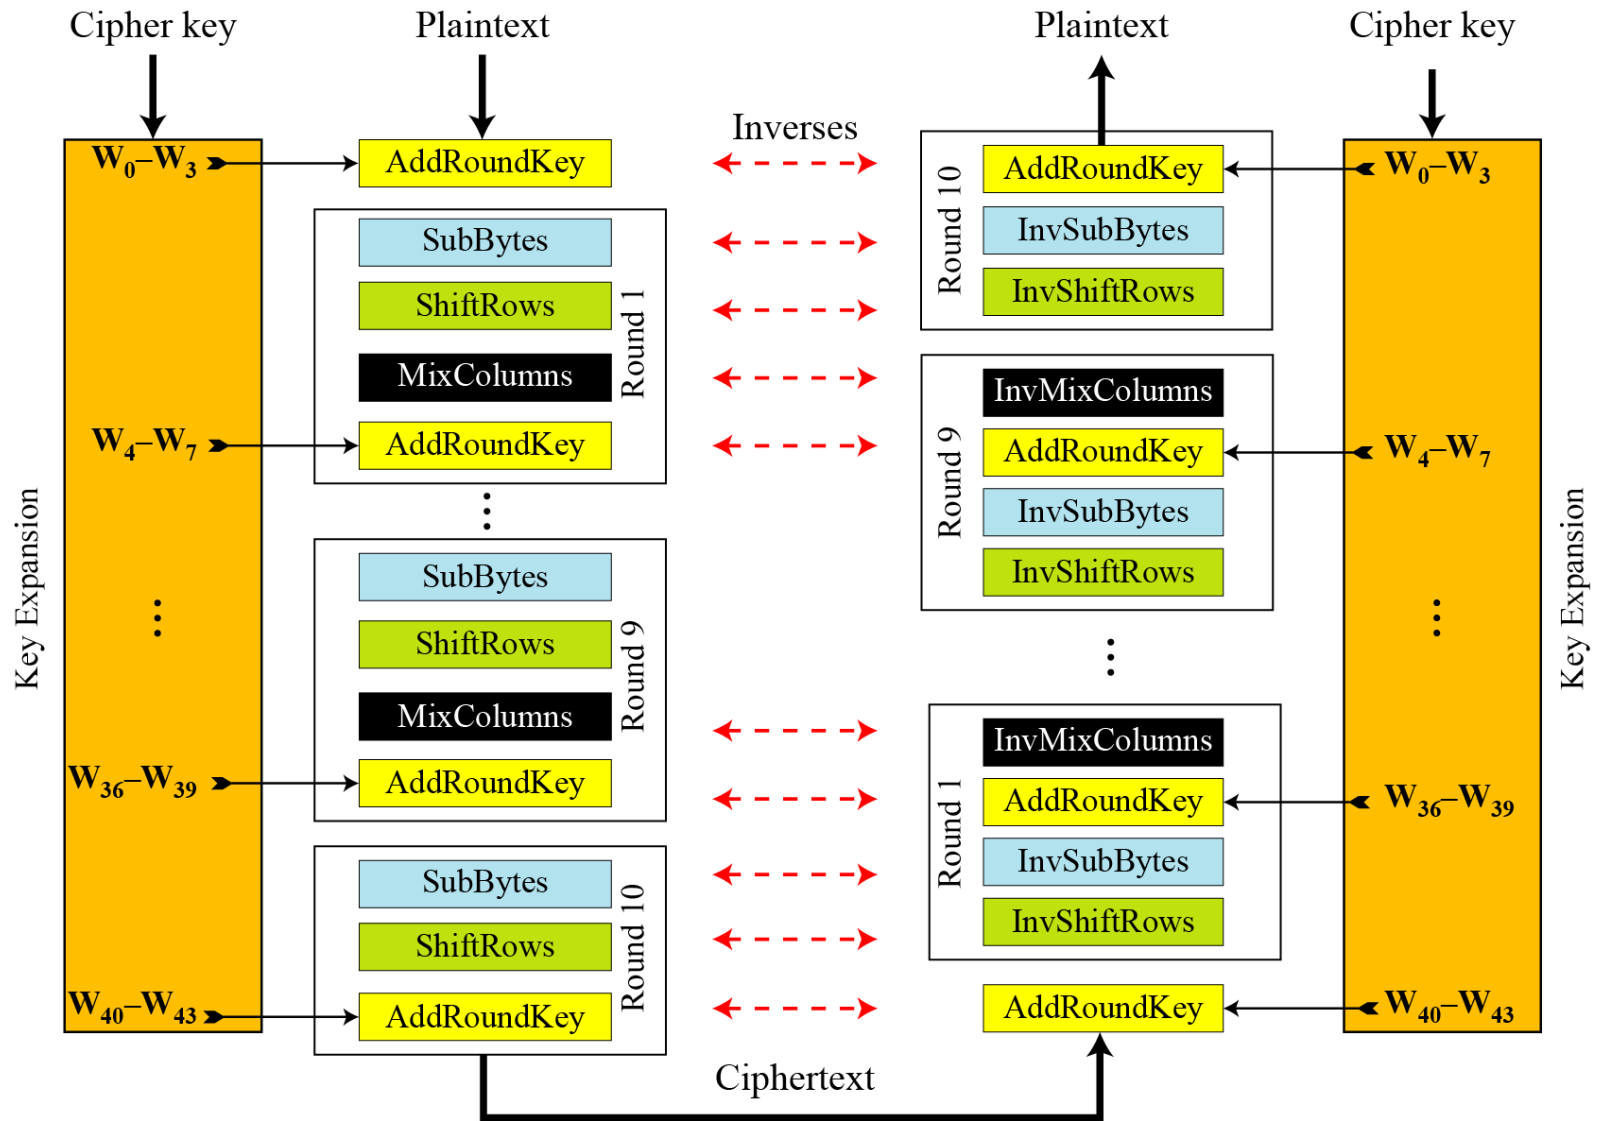 Cipher key
Plaintext
Plaintext
Cipher key
Inverses
Key Expansion
W0–W3
W4–W7
⋮
W36–W39
W40–W43
AddRoundKey
SubBytes
ShiftRows
MixColumns
AddRoundKey
Round 1
⋮
SubBytes
ShiftRows
MixColumns
AddRoundKey
Round 9
SubBytes
ShiftRows
AddRoundKey
Round 10
AddRoundKey
InvSubBytes
InvShiftRows
Round 10
InvMixColumns
AddRoundKey
InvSubBytes
InvShiftRows
Round 9
⋮
InvMixColumns
AddRoundKey
InvSubBytes
InvShiftRows
Round 1
AddRoundKey
W0–W3
W4–W7
⋮
W36–W39
W40–W43
Key Expansion
Ciphertext